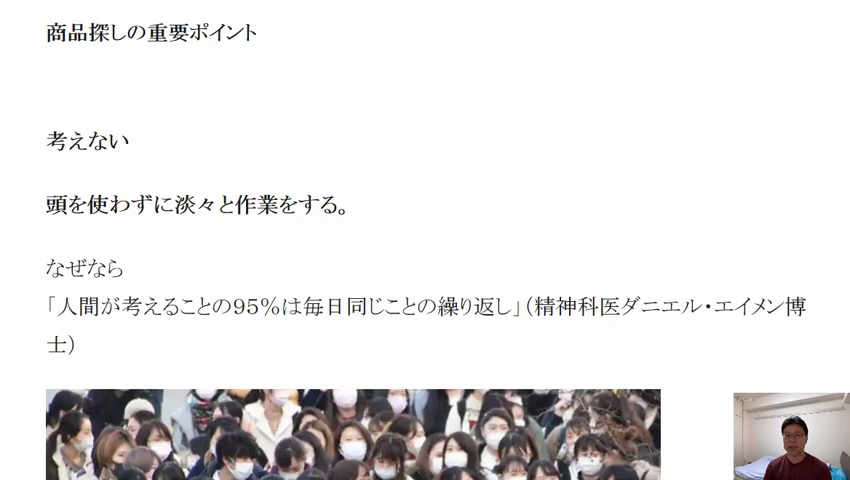 商品探しの重要ポイント
考えない
頭を使わずに淡々と作業をする。
なぜなら
「人間が考えることの95％は毎日同じことの繰り返し」（精神科医ダニエル・エイメン博
士）